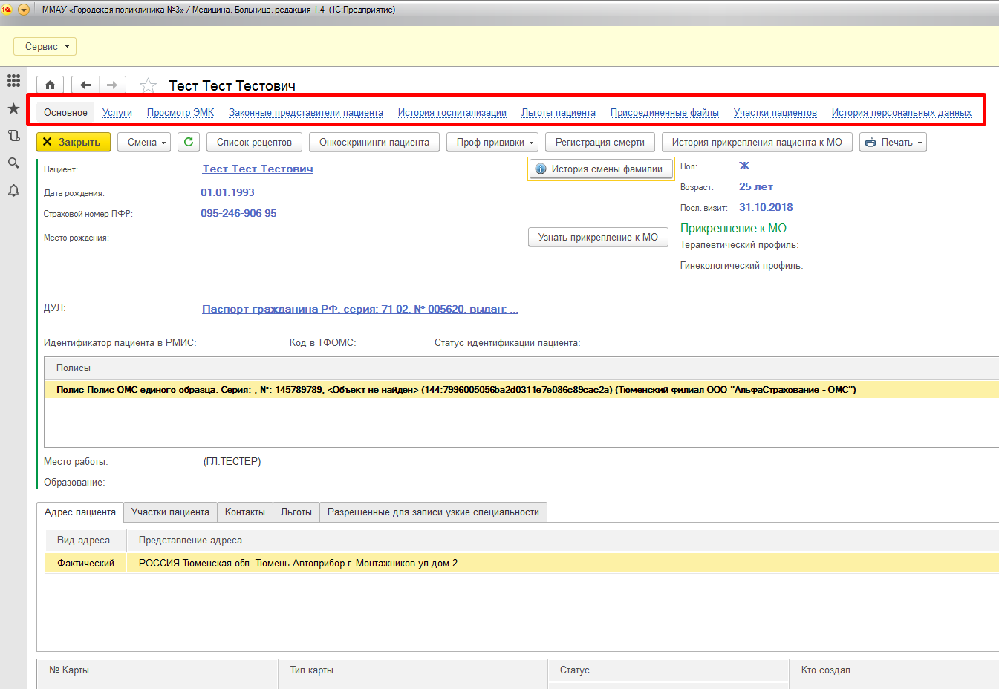 1С ММАУ «Городская поликлиника №3» / Медицина. Больница, редакция 1.4 (1С:Предприятие)
Сервис
Тест Тест Тестович
Основное Услуги Просмотр ЭМК Законные представители пациента История госпитализации Льготы пациента Присоединенные файлы Участки пациентов История персональных данных
Закрыть Смена Список рецептов Онкоскрининги пациента Проф прививки Регистрация смерти История прикрепления пациента к МО Печать
Пациент: Тест Тест Тестович История смены фамилии Пол: Ж
Возраст: 25 лет
Дата рождения: 01.01.1993
Страховой номер ПФР: 095-246-906 95 Посл. визит: 31.10.2018
Прикрепление к МО
Место рождения: Узнать прикрепление к МО
Терапевтический профиль:
Гинекологический профиль:
ДУЛ: Паспорт гражданина РФ, серия: 71 02, № 005620, выдан: ...
Идентификатор пациента в РМИС: Код в ТФОМС: Статус идентификации пациента:
Полисы
Полис Полис ОМС единого образца. Серия: , №: 145789789, <Объект не найден> (144:7996005056ba2d0311e7e086c89cac2a) (Тюменский филиал ООО "АльфаСтрахование - ОМС")
Место работы: (ГЛ.ТЕСТЕР)
Образование:
Адрес пациента Участки пациента Контакты Льготы Разрешенные для записи узкие специальности
Вид адреса Представление адреса
Фактический РОССИЯ Тюменская обл. Тюмень Автоприбор г. Монтажников ул дом 2
№ Карты Тип карты Статус Кто создал